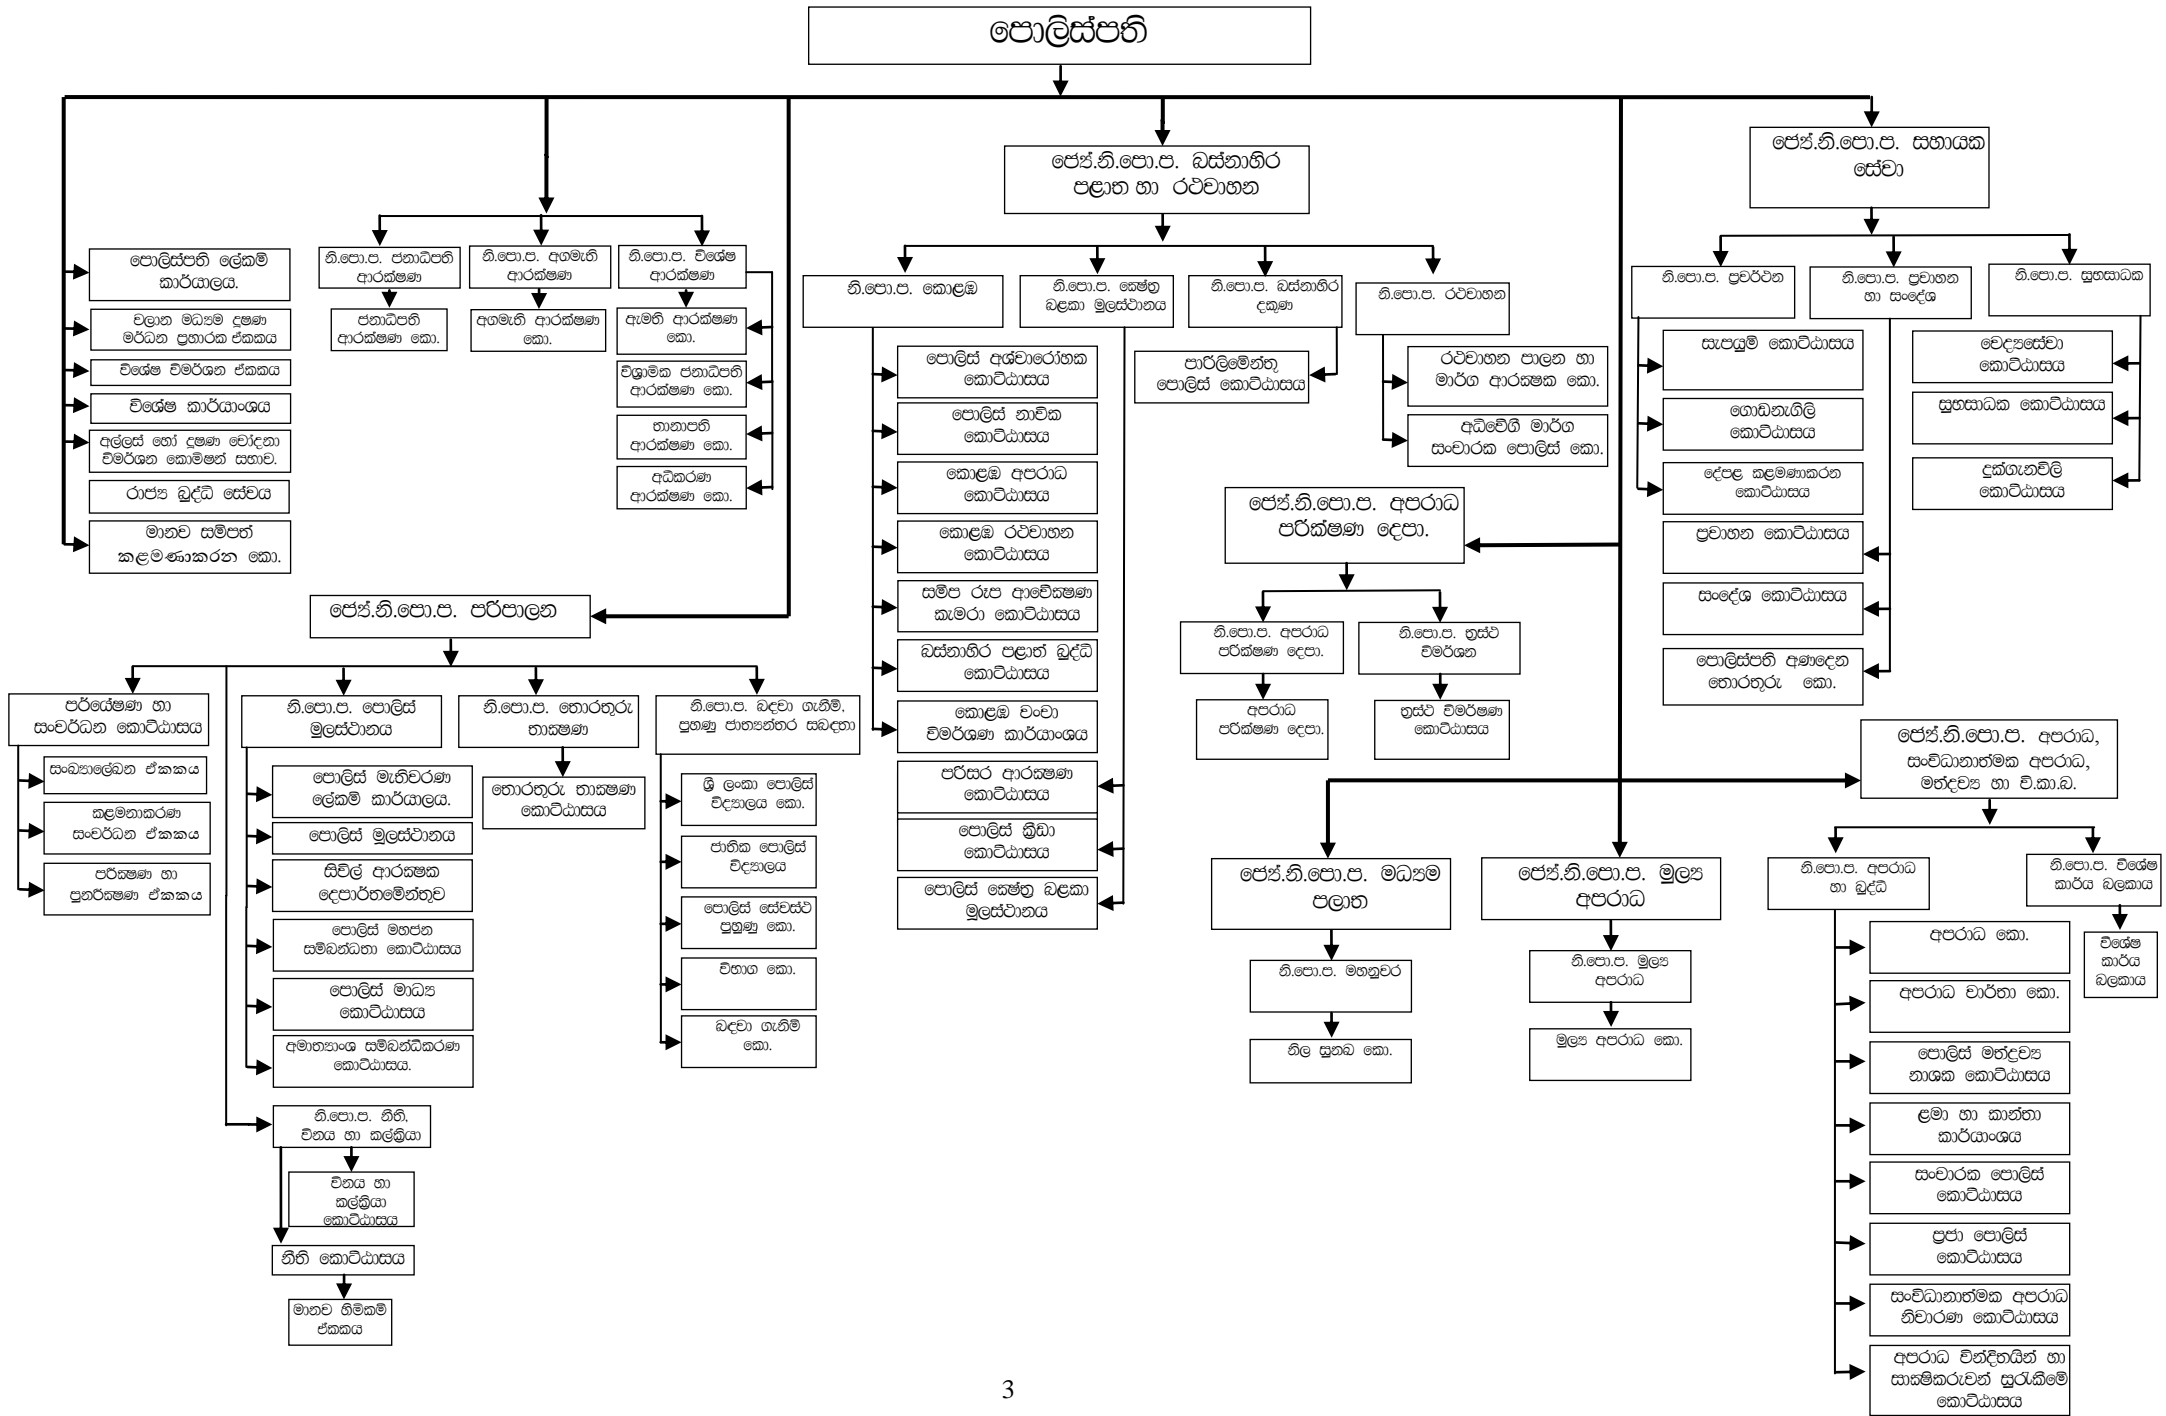 පොලිස්පති
ජ්‍යෙ.නි.පො.ප. බස්නාහිර
පළාත හා රථවාහන
ජ්‍යෙ.නි.පො.ප. සහායක
සේවා
පොලිස්පති ලේකම්
කාර්යාලය.
චලාන මධ්‍යම දූෂණ
මර්ධන ප්‍රහාරක ඒකකය
විශේෂ විමර්ශන ඒකකය
විශේෂ කාර්යාංශය
අල්ලස් හෝ දූෂණ චෝදනා
විමර්ශන කොමිෂන් සභාව.
රාජ්‍ය බුද්ධි සේවය
මානව සම්පත්
කළමණාකරන කො.
නි.පො.ප. ජනාධිපති
ආරක්ෂණ
ජනාධිපති
ආරක්ෂණ කො.
නි.පො.ප. අගමැති
ආරක්ෂණ
අගමැති ආරක්ෂණ
කො.
නි.පො.ප. විශේෂ
ආරක්ෂණ
ඇමති ආරක්ෂණ
කො.
විශ්‍රාමික ජනාධිපති
ආරක්ෂණ කො.
තානාපති
ආරක්ෂණ කො.
අධිකරණ
ආරක්ෂණ කො.
නි.පො.ප. කොළඹ
පොලිස් අශ්වාරෝහක
කොට්ඨාසය
පොලිස් නාවික
කොට්ඨාසය
කොළඹ අපරාධ
කොට්ඨාසය
කොළඹ රථවාහන
කොට්ඨාසය
සමීප රූප ආවේක්‍ෂණ
කැමරා කොට්ඨාසය
බස්නාහිර පළාත් බුද්ධි
කොට්ඨාසය
කොළඹ වංචා
විමර්ශණ කාර්යාංශය
නි.පො.ප. ක්‍ෂෙත්‍ර
බළකා මුලස්ථානය
පරිසර ආරක්‍ෂණ
කොට්ඨාසය
පොලිස් ක්‍රීඩා
කොට්ඨාසය
පොලිස් ක්‍ෂෙත්‍ර බළකා
මූලස්ථානය
නි.පො.ප. බස්නාහිර
දකුණ
පාර්ලිමේන්තු
පොලිස් කොට්ඨාසය
නි.පො.ප. රථවාහන
රථවාහන පාලන හා
මාර්ග ආරක්‍ෂක කො.
අධිවේගී මාර්ග
සංචාරක පොලිස් කො.
නි.පො.ප. ප්‍රවර්ථන
සැපයුම් කොට්ඨාසය
ගොඩනැගිලි
කොට්ඨාසය
දේපළ කළමණාකරන
කොට්ඨාසය
නි.පො.ප. ප්‍රවාහන
හා සංදේශ
ප්‍රවාහන කොට්ඨාසය
සංදේශ කොට්ඨාසය
පොලිස්පති අණදෙන
තොරතුරු කො.
නි.පො.ප. සුභසාධක
වෛද්‍යසේවා
කොට්ඨාසය
සුභසාධක කොට්ඨාසය
දුක්ගැනවිලි
කොට්ඨාසය
ජ්‍යෙ.නි.පො.ප. අපරාධ
පරික්ෂණ දෙපා.
නි.පො.ප. අපරාධ
පරික්ෂණ දෙපා.
අපරාධ
පරික්ෂණ දෙපා.
නි.පො.ප. ත්‍රස්ථ
විමර්ශන
ත්‍රස්ථ විමර්ෂණ
කොට්ඨාසය
ජ්‍යෙ.නි.පො.ප. පරිපාලන
පර්යේෂණ හා
සංවර්ධන කොට්ඨාසය
සංඛ්‍යාලේඛන ඒකකය
කළමනාකරණ
සංවර්ධන ඒකකය
පරික්‍ෂණ හා
පුනරීක්‍ෂණ ඒකකය
නි.පො.ප. පොලිස්
මුලස්ථානය
පොලිස් මැතිවරණ
ලේකම් කාර්යාලය.
පොලිස් මූලස්ථානය
සිවිල් ආරක්‍ෂක
දෙපාර්තමේන්තුව
පොලිස් මහජන
සම්බන්ධතා කොට්ඨාසය
පොලිස් මාධ්‍ය
කොට්ඨාසය
අමාත්‍යාංශ සම්බන්ධීකරණ
කොට්ඨාසය.
නි.පො.ප. තොරතුරු
තාක්‍ෂණ
තොරතුරු තාක්‍ෂණ
කොට්ඨාසය
නි.පො.ප. බදවා ගැනීම්,
පුහුණු ජාත්‍යන්තර සබඳතා
ශ්‍රී ලංකා පොලිස්
විද්‍යාලය කො.
ජාතික පොලිස්
විද්‍යාලය
පොලිස් සේවස්ථ
පුහුණු කො.
විභාග කො.
බදවා ගැනීම්
කො.
නි.පො.ප. නීති,
විනය හා කල්ක්‍රියා
විනය හා
කල්ක්‍රියා
කොට්ඨාසය
නීති කොට්ඨාසය
මානව හිමිකම්
ඒකකය
ජ්‍යෙ.නි.පො.ප. මධ්‍යම
පලාත
නි.පො.ප. මහනුවර
නිල සුනඛ කො.
ජ්‍යෙ.නි.පො.ප. මුල්‍ය
අපරාධ
නි.පො.ප. මුල්‍ය
අපරාධ
මුල්‍ය අපරාධ කො.
ජ්‍යෙ.නි.පො.ප. අපරාධ,
සංවිධානාත්මක අපරාධ,
මත්ද්‍රව්‍ය හා වි.කා.බ.
නි.පො.ප. අපරාධ
හා බුද්ධි
අපරාධ කො.
අපරාධ වාර්තා කො.
පොලිස් මත්ද්‍රව්‍ය
නාශක කොට්ඨාසය
ළමා හා කාන්තා
කාර්යාංශය
සංචාරක පොලිස්
කොට්ඨාසය
ප්‍රජා පොලිස්
කොට්ඨාසය
සංවිධානාත්මක අපරාධ
නිවාරණ කොට්ඨාසය
අපරාධ වින්දිතයින් හා
සාක්‍ෂිකරුවන් සුරැකීමේ
කොට්ඨාසය
නි.පො.ප. විශේෂ
කාර්ය බලකාය
විශේෂ
කාර්ය
බලකාය
3